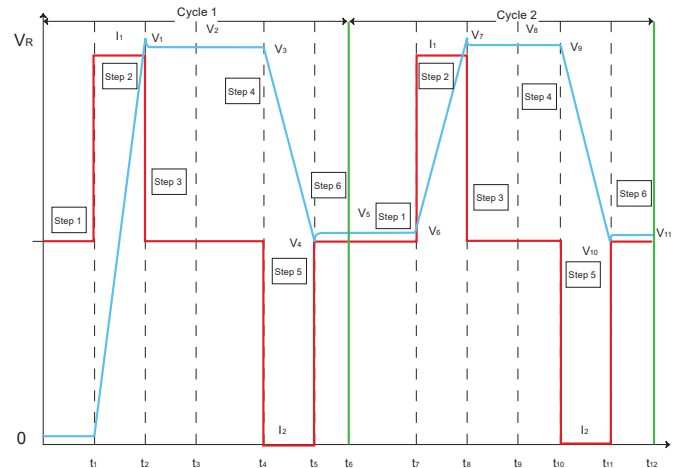 Cycle 1 Cycle 2
VR I1 V1 V2 V3 I1 V7 V8 V9
Step 2 Step 4 Step 2 Step 4
Step 3 Step 6 Step 3 Step 6
Step 1 V4 V5 Step 1 V6 V10 V11
Step 5 Step 5
0 I2 I2
t1 t2 t3 t4 t5 t6 t7 t8 t9 t10 t11 t12